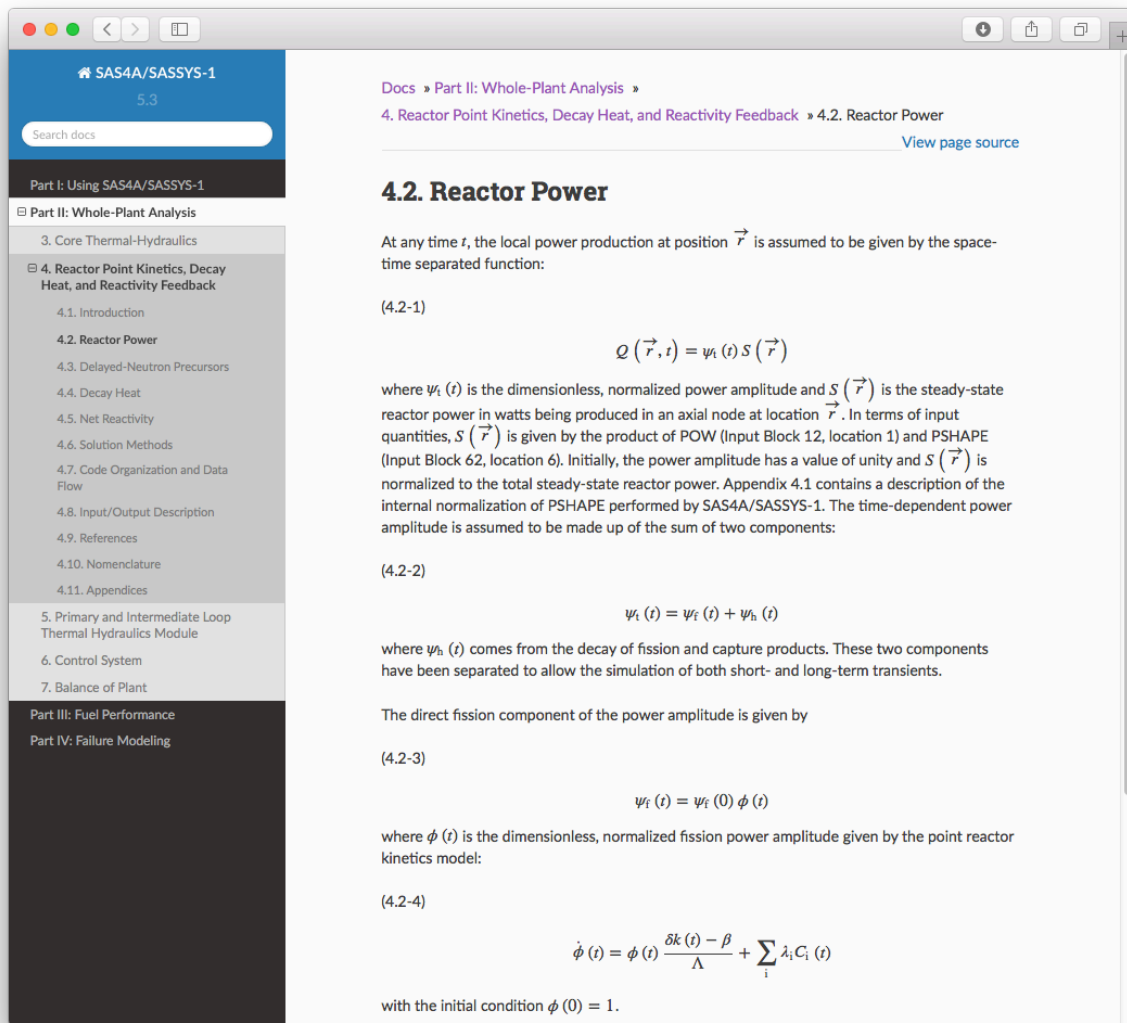 SAS4A/SASSYS-1
5.3
Search docs
Part I: Using SAS4A/SASSYS-1
Part II: Whole-Plant Analysis
3. Core Thermal-Hydraulics
4. Reactor Point Kinetics, Decay
Heat, and Reactivity Feedback
4.1. Introduction
4.2. Reactor Power
4.3. Delayed-Neutron Precursors
4.4. Decay Heat
4.5. Net Reactivity
4.6. Solution Methods
4.7. Code Organization and Data
Flow
4.8. Input/Output Description
4.9. References
4.10. Nomenclature
4.11. Appendices
5. Primary and Intermediate Loop
Thermal Hydraulics Module
6. Control System
7. Balance of Plant
Part III: Fuel Performance
Part IV: Failure Modeling
Docs » Part II: Whole-Plant Analysis »
4. Reactor Point Kinetics, Decay Heat, and Reactivity Feedback » 4.2. Reactor Power
View page source
4.2. Reactor Power
At any time t, the local power production at position r⃗ is assumed to be given by the space-
time separated function:
(4.2-1)
Q (r⃗, t) = ψt (t) S (r⃗)
where ψt (t) is the dimensionless, normalized power amplitude and S (r⃗) is the steady-state
reactor power in watts being produced in an axial node at location r⃗. In terms of input
quantities, S (r⃗) is given by the product of POW (Input Block 12, location 1) and PSHAPE
(Input Block 62, location 6). Initially, the power amplitude has a value of unity and S (r⃗) is
normalized to the total steady-state reactor power. Appendix 4.1 contains a description of the
internal normalization of PSHAPE performed by SAS4A/SASSYS-1. The time-dependent power
amplitude is assumed to be made up of the sum of two components:
(4.2-2)
ψt (t) = ψf (t) + ψh (t)
where ψh (t) comes from the decay of fission and capture products. These two components
have been separated to allow the simulation of both short- and long-term transients.
The direct fission component of the power amplitude is given by
(4.2-3)
ψf (t) = ψf (0) ϕ (t)
where ϕ (t) is the dimensionless, normalized fission power amplitude given by the point reactor
kinetics model:
(4.2-4)
ϕ̇ (t) = ϕ (t) (δk (t) − β)/Λ + ∑i λiCi (t)
with the initial condition ϕ (0) = 1.